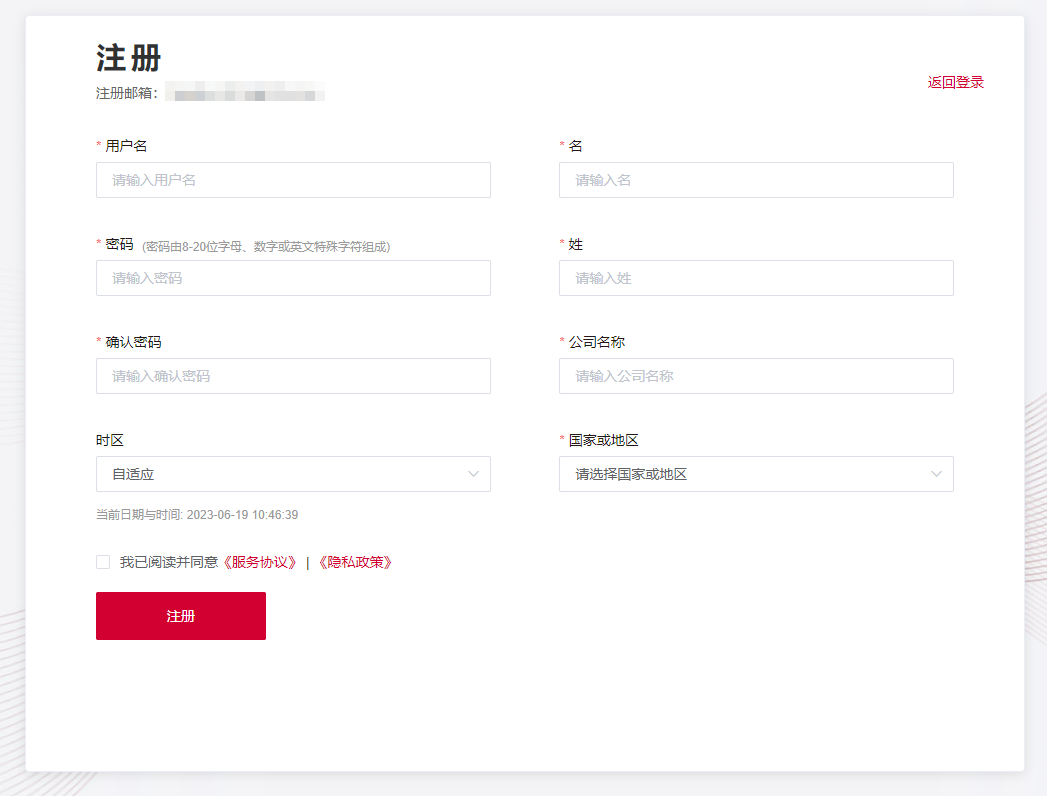 注册
注册邮箱:
返回登录
* 用户名
请输入用户名
* 名
请输入名
* 密码 (密码由8-20位字母、数字或英文特殊字符组成)
请输入密码
* 姓
请输入姓
* 确认密码
请输入确认密码
* 公司名称
请输入公司名称
时区
自适应
* 国家或地区
请选择国家或地区
当前日期与时间: 2023-06-19 10:46:39
我已阅读并同意《服务协议》 | 《隐私政策》
注册